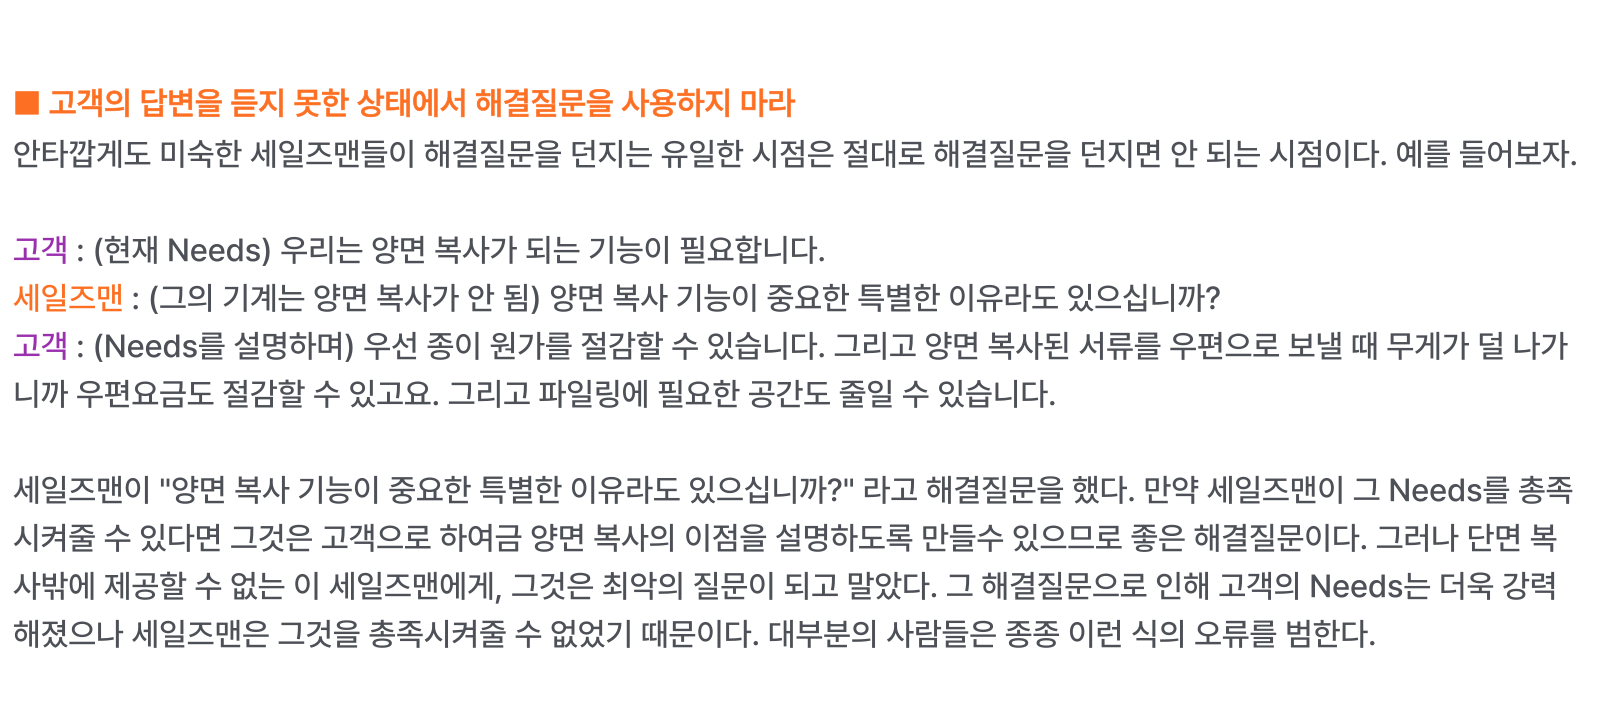 ■ 고객의 답변을 듣지 못한 상태에서 해결질문을 사용하지 마라
안타깝게도 미숙한 세일즈맨들이 해결질문을 던지는 유일한 시점은 절대로 해결질문을 던지면 안 되는 시점이다. 예를 들어보자.
고객 : (현재 Needs) 우리는 양면 복사가 되는 기능이 필요합니다.
세일즈맨 : (그의 기계는 양면 복사가 안 됨) 양면 복사 기능이 중요한 특별한 이유라도 있으십니까?
고객 : (Needs를 설명하며) 우선 종이 원가를 절감할 수 있습니다. 그리고 양면 복사된 서류를 우편으로 보낼 때 무게가 덜 나가
니까 우편요금도 절감할 수 있고요. 그리고 파일링에 필요한 공간도 줄일 수 있습니다.
세일즈맨이 "양면 복사 기능이 중요한 특별한 이유라도 있으십니까?" 라고 해결질문을 했다. 만약 세일즈맨이 그 Needs를 총족
시켜줄 수 있다면 그것은 고객으로 하여금 양면 복사의 이점을 설명하도록 만들수 있으므로 좋은 해결질문이다. 그러나 단면 복
사밖에 제공할 수 없는 이 세일즈맨에게, 그것은 최악의 질문이 되고 말았다. 그 해결질문으로 인해 고객의 Needs는 더욱 강력
해졌으나 세일즈맨은 그것을 총족시켜줄 수 없었기 때문이다. 대부분의 사람들은 종종 이런 식의 오류를 범한다.